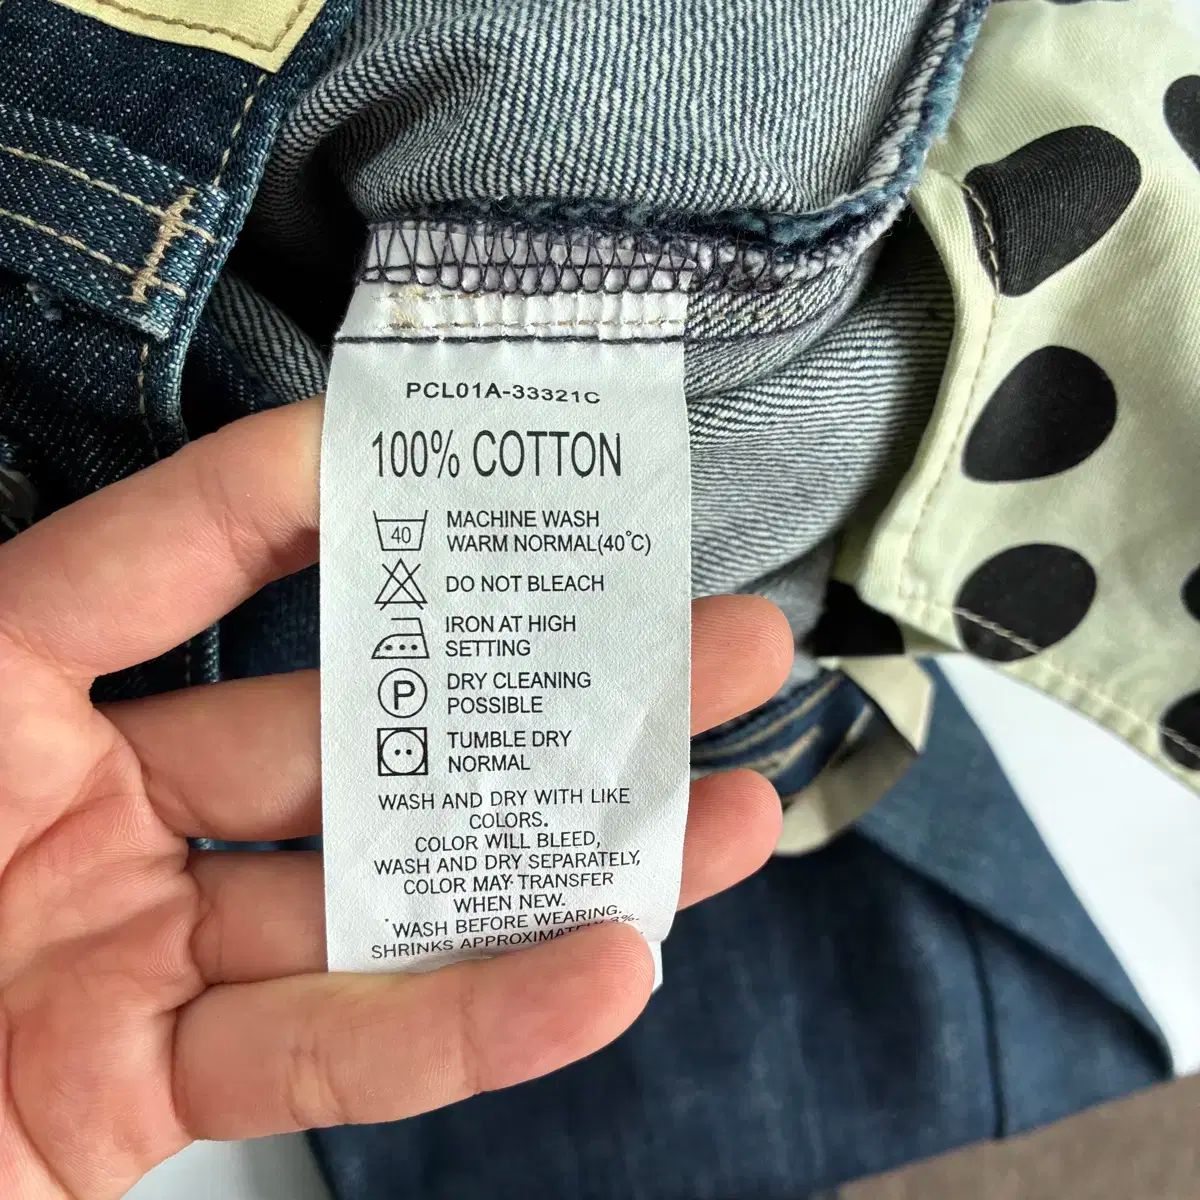 PCL01A-33321C
100% COTTON
40
MACHINE WASH
WARM NORMAL(40°C)
DO NOT BLEACH
IRON AT HIGH
SETTING
P
DRY CLEANING
POSSIBLE
TUMBLE DRY
NORMAL
WASH AND DRY WITH LIKE
COLORS.
COLOR WILL BLEED,
WASH AND DRY SEPARATELY,
COLOR MAY TRANSFER
WHEN NEW.
WASH BEFORE WEARING.
SHRINKS